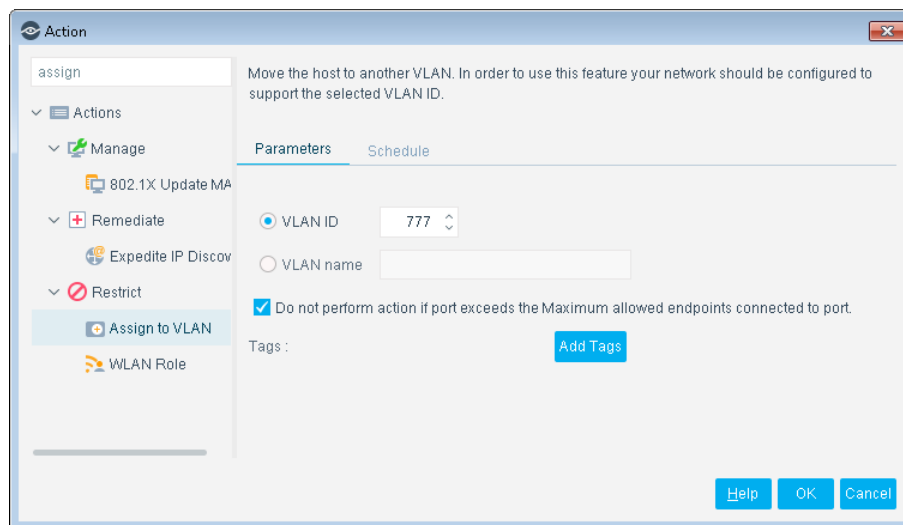 Action
assign
Actions
Manage
802.1X Update MA
Remediate
Expedite IP Discov
Restrict
Assign to VLAN
WLAN Role
Move the host to another VLAN. In order to use this feature your network should be configured to
support the selected VLAN ID.
Parameters Schedule
VLAN ID 777
VLAN name
Do not perform action if port exceeds the Maximum allowed endpoints connected to port.
Tags : Add Tags
Help OK Cancel